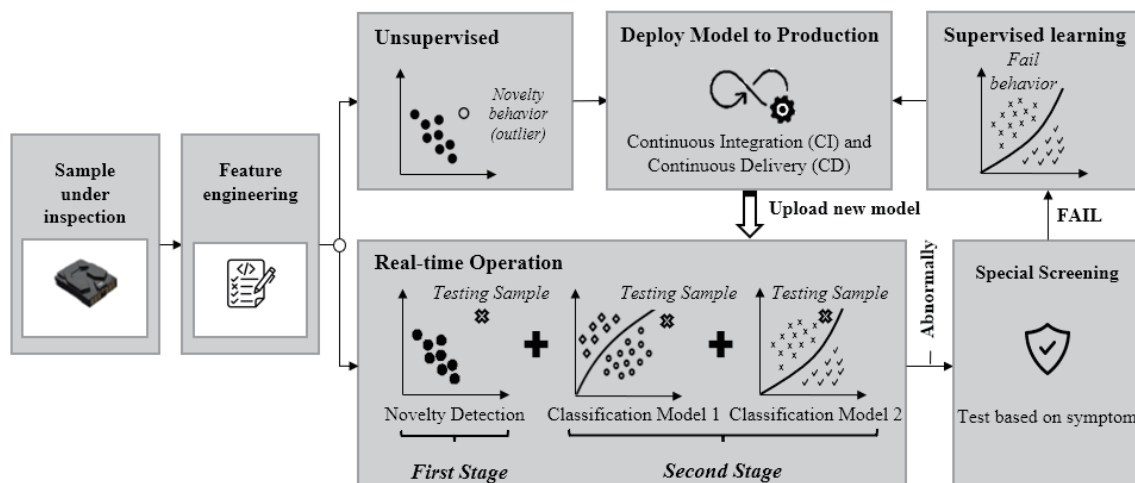 Sample
under
inspection
Feature
engineering
Unsupervised
Novelty
behavior
(outlier)
Deploy Model to Production
Continuous Integration (CI) and
Continuous Delivery (CD)
Supervised learning
Fail
behavior
Upload new model
FAIL
Real-time Operation
Testing Sample
Testing Sample
Testing Sample
Novelty Detection
Classification Model 1
Classification Model 2
First Stage
Second Stage
Abnormally
Special Screening
Test based on symptom